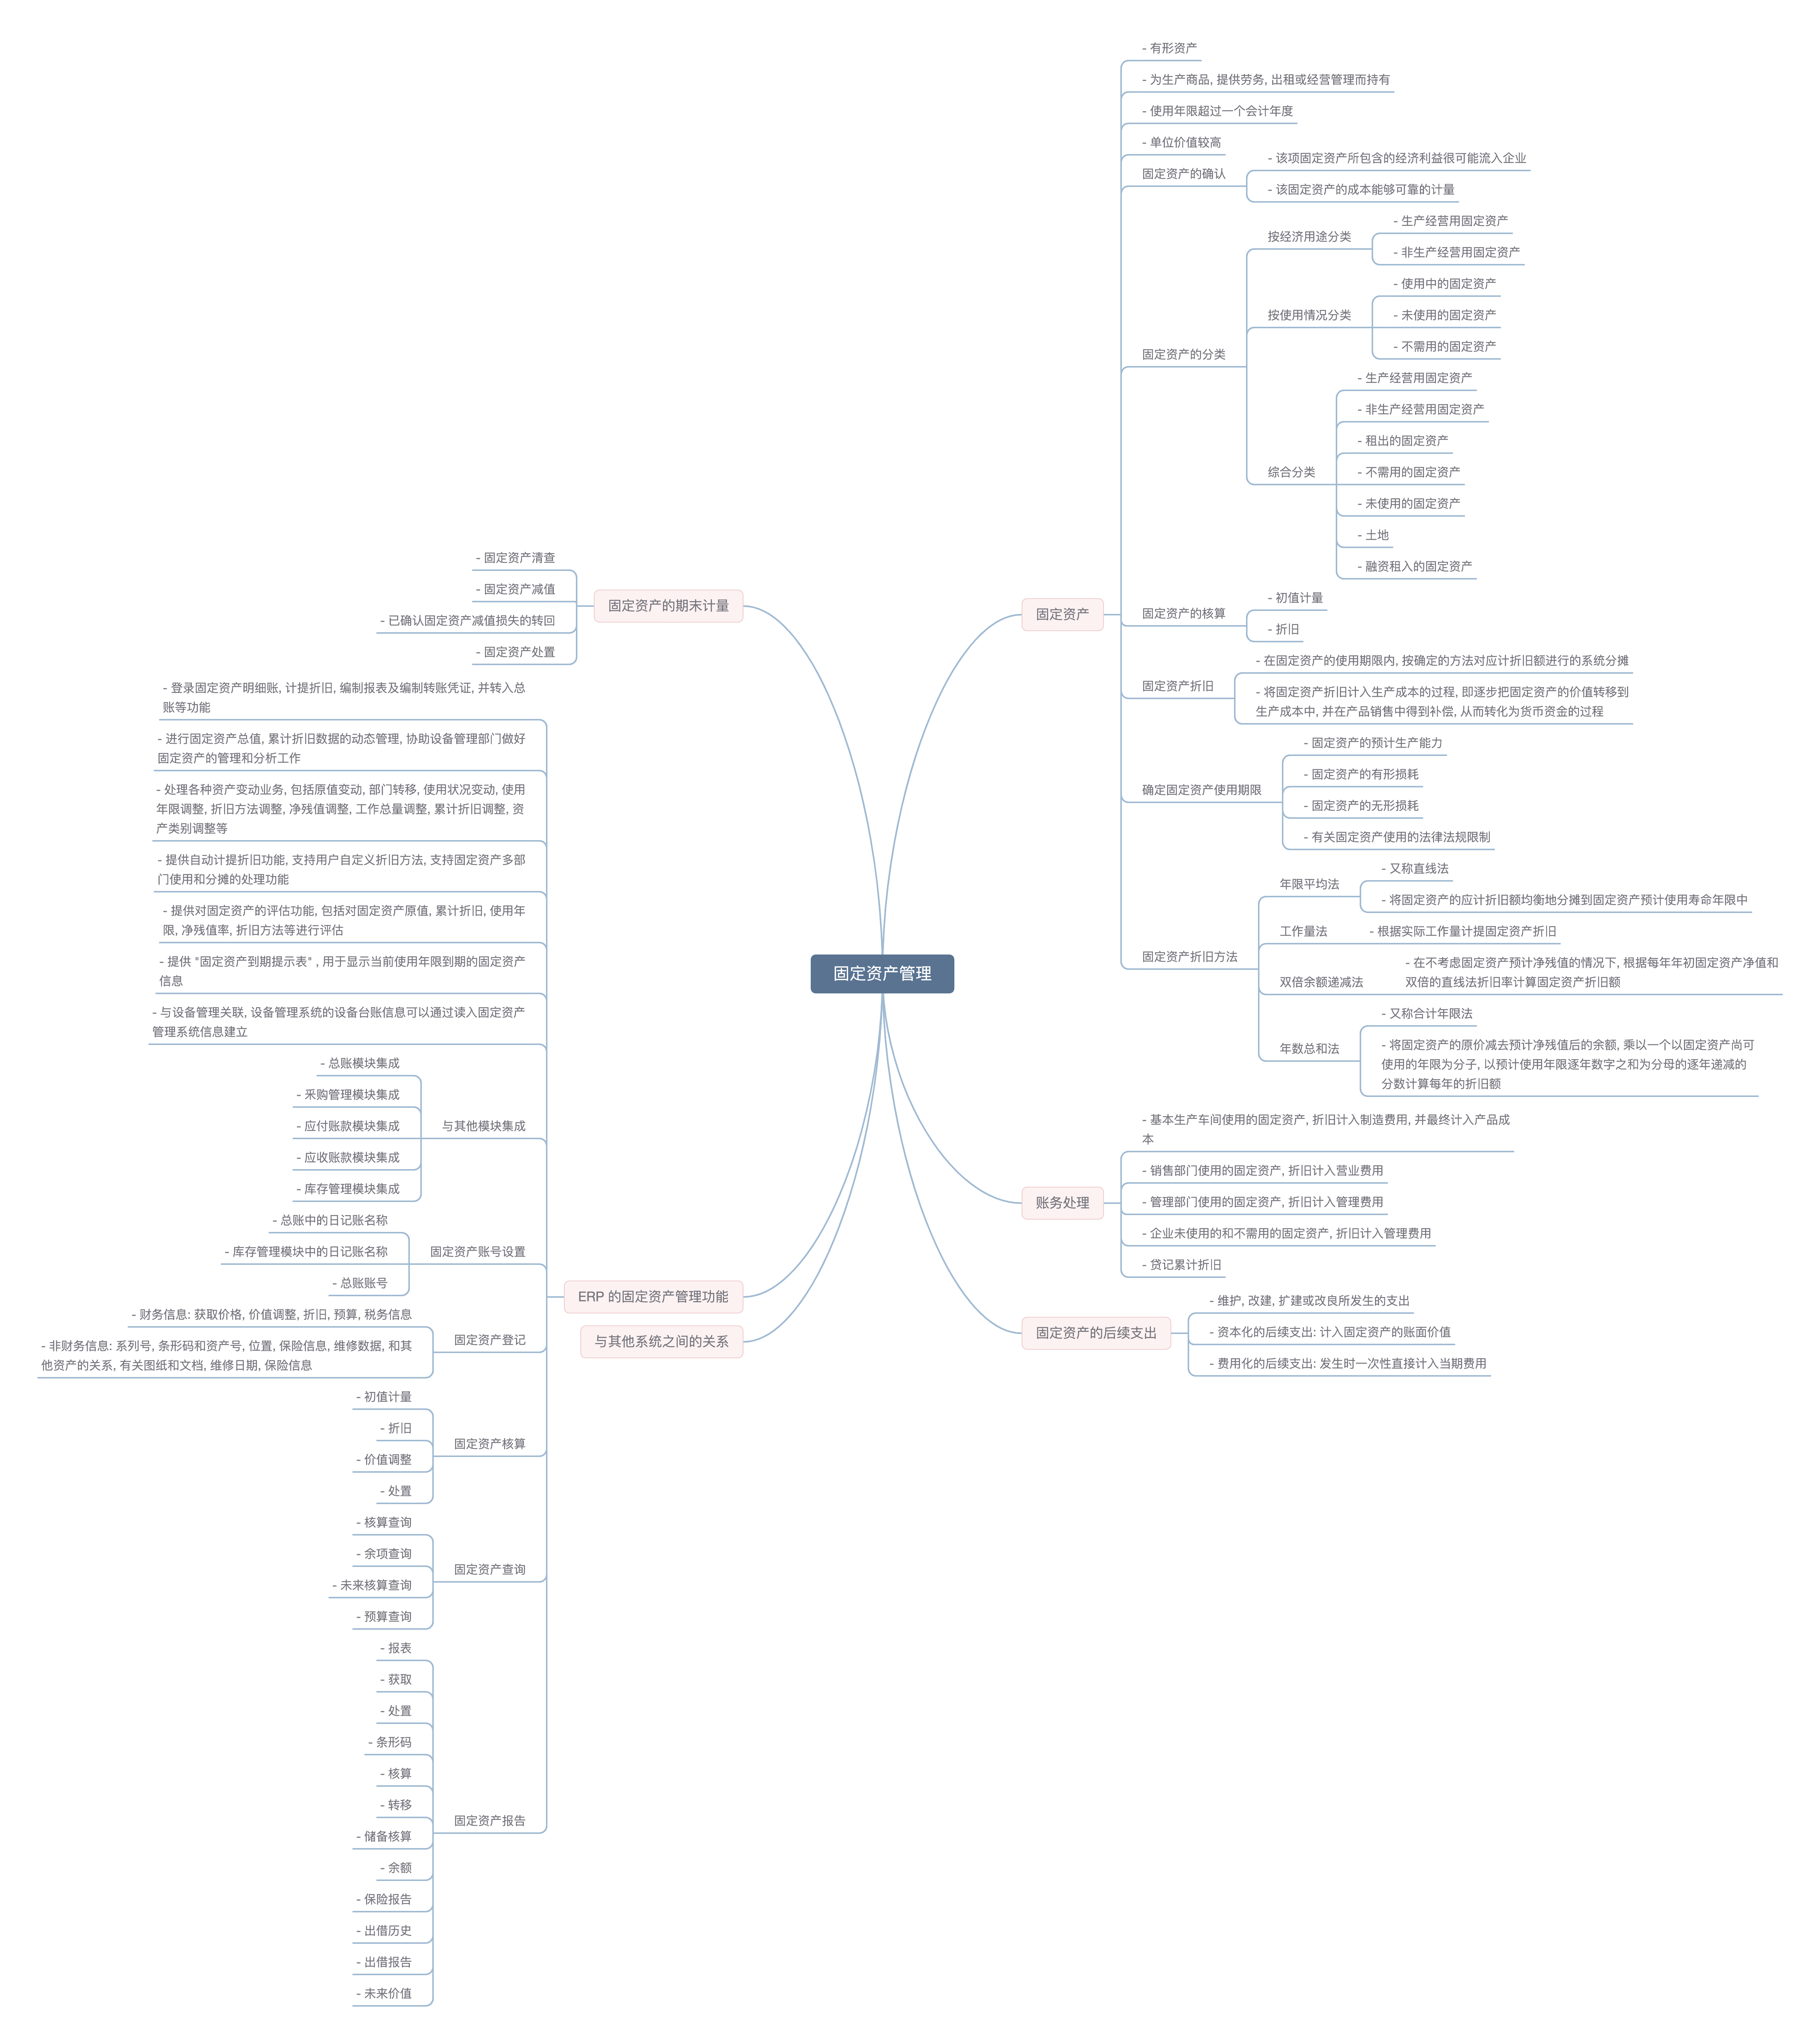 固定资产管理
固定资产
- 有形资产
- 为生产商品, 提供劳务, 出租或经营管理而持有
- 使用年限超过一个会计年度
- 单位价值较高
固定资产的确认
- 该项固定资产所包含的经济利益很可能流入企业
- 该固定资产的成本能够可靠的计量
固定资产的分类
按经济用途分类
- 生产经营用固定资产
- 非生产经营用固定资产
按使用情况分类
- 使用中的固定资产
- 未使用的固定资产
- 不需用的固定资产
综合分类
- 生产经营用固定资产
- 非生产经营用固定资产
- 租出的固定资产
- 不需用的固定资产
- 未使用的固定资产
- 土地
- 融资租入的固定资产
固定资产的核算
- 初值计量
- 折旧
固定资产折旧
- 在固定资产的使用期限内, 按确定的方法对应计折旧额进行的系统分摊
- 将固定资产折旧计入生产成本的过程, 即逐步把固定资产的价值转移到
生产成本中, 并在产品销售中得到补偿, 从而转化为货币资金的过程
确定固定资产使用期限
- 固定资产的预计生产能力
- 固定资产的有形损耗
- 固定资产的无形损耗
- 有关固定资产使用的法律法规限制
固定资产折旧方法
年限平均法
- 又称直线法
- 将固定资产的应计折旧额均衡地分摊到固定资产预计使用寿命年限中
工作量法
- 根据实际工作量计提固定资产折旧
双倍余额递减法
- 在不考虑固定资产预计净残值的情况下, 根据每年年初固定资产净值和
双倍的直线法折旧率计算固定资产折旧额
年数总和法
- 又称合计年限法
- 将固定资产的原价减去预计净残值后的余额, 乘以一个以固定资产尚可
使用的年限为分子, 以预计使用年限逐年数字之和为分母的逐年递减的
分数计算每年的折旧额
账务处理
- 基本生产车间使用的固定资产, 折旧计入制造费用, 并最终计入产品成
本
- 销售部门使用的固定资产, 折旧计入营业费用
- 管理部门使用的固定资产, 折旧计入管理费用
- 企业未使用的和不需用的固定资产, 折旧计入管理费用
- 贷记累计折旧
固定资产的后续支出
- 维护, 改建, 扩建或改良所发生的支出
- 资本化的后续支出: 计入固定资产的账面价值
- 费用化的后续支出: 发生时一次性直接计入当期费用
固定资产的期末计量
- 固定资产清查
- 固定资产减值
- 已确认固定资产减值损失的转回
- 固定资产处置
ERP 的固定资产管理功能
- 登录固定资产明细账, 计提折旧, 编制报表及编制转账凭证, 并转入总
账等功能
- 进行固定资产总值, 累计折旧数据的动态管理, 协助设备管理部门做好
固定资产的管理和分析工作
- 处理各种资产变动业务, 包括原值变动, 部门转移, 使用状况变动, 使用
年限调整, 折旧方法调整, 净残值调整, 工作总量调整, 累计折旧调整, 资
产类别调整等
- 提供自动计提折旧功能, 支持用户自定义折旧方法, 支持固定资产多部
门使用和分摊的处理功能
- 提供对固定资产的评估功能, 包括对固定资产原值, 累计折旧, 使用年
限, 净残值率, 折旧方法等进行评估
- 提供 "固定资产到期提示表" , 用于显示当前使用年限到期的固定资产
信息
- 与设备管理关联, 设备管理系统的设备台账信息可以通过读入固定资产
管理系统信息建立
与其他模块集成
- 总账模块集成
- 釆购管理模块集成
- 应付账款模块集成
- 应收账款模块集成
- 库存管理模块集成
固定资产账号设置
- 总账中的日记账名称
- 库存管理模块中的日记账名称
- 总账账号
固定资产登记
- 财务信息: 获取价格, 价值调整, 折旧, 预算, 税务信息
- 非财务信息: 系列号, 条形码和资产号, 位置, 保险信息, 维修数据, 和其
他资产的关系, 有关图纸和文档, 维修日期, 保险信息
固定资产核算
- 初值计量
- 折旧
- 价值调整
- 处置
固定资产查询
- 核算查询
- 余项查询
- 未来核算查询
- 预算查询
固定资产报告
- 报表
- 获取
- 处置
- 条形码
- 核算
- 转移
- 储备核算
- 余额
- 保险报告
- 出借历史
- 出借报告
- 未来价值
与其他系统之间的关系